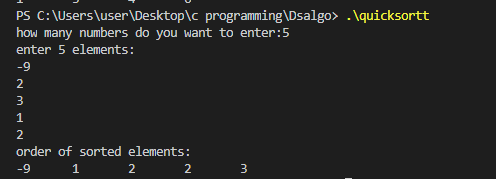 PS C:\Users\user\Desktop\c programming\Dsalgo> .\quicksortt
how many numbers do you want to enter:5
enter 5 elements:
-9
2
3
1
2
order of sorted elements:
-9 1 2 2 3